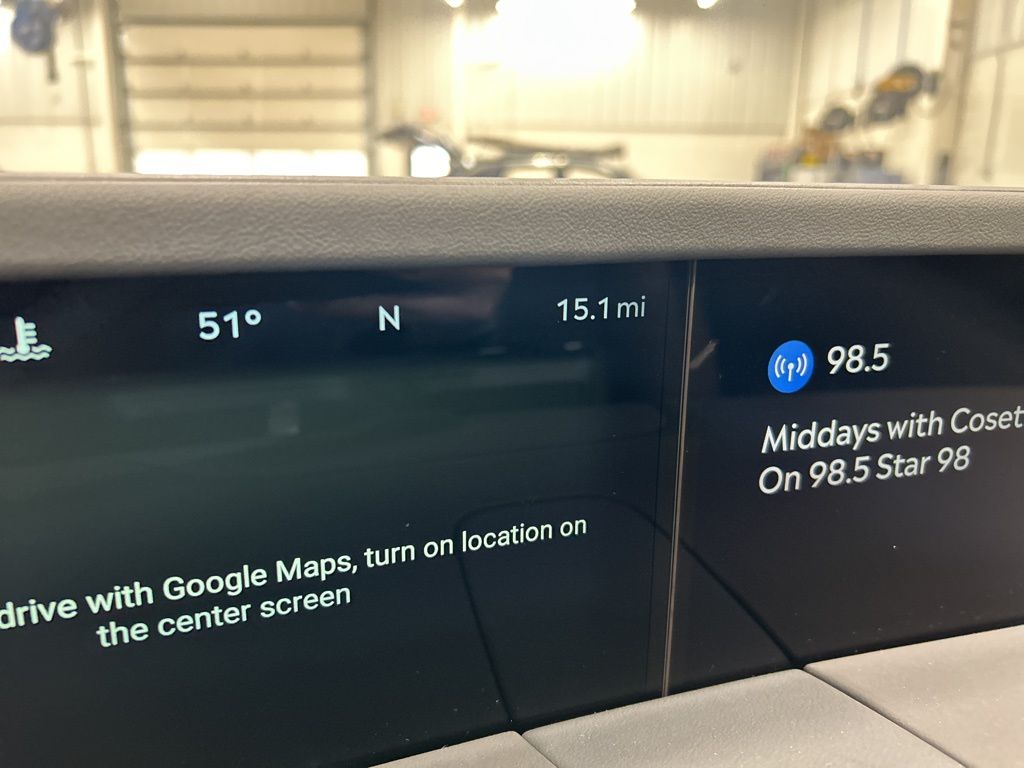 51° N 15.1 mi
98.5
Middays with Coset
On 98.5 Star 98
drive with Google Maps, turn on location on
the center screen